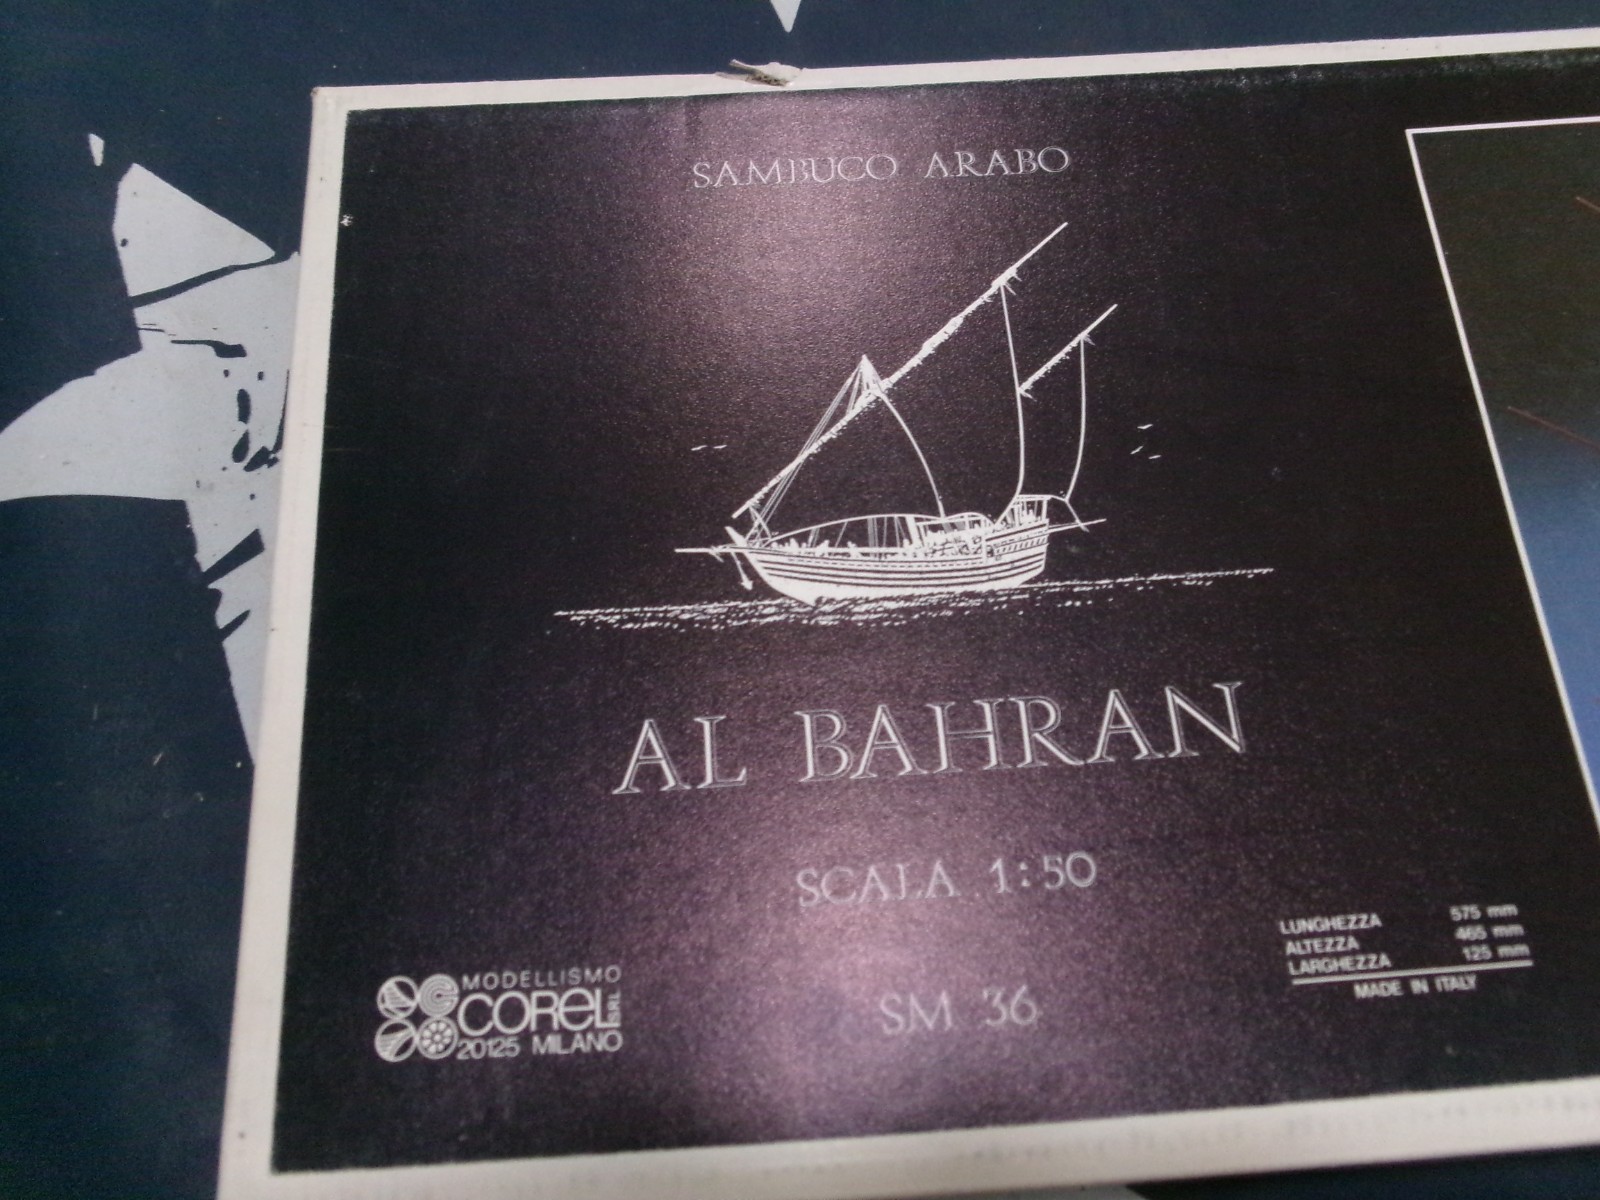 SAMBUCO ARABO
AL BAHRAN
SCALA 1:50
SM 36
LUNGHEZZA 575 mm
ALTEZZA 465 mm
LARGHEZZA 125 mm
MADE IN ITALY
MODELLISMO
COREL SRL
20125 MILANO